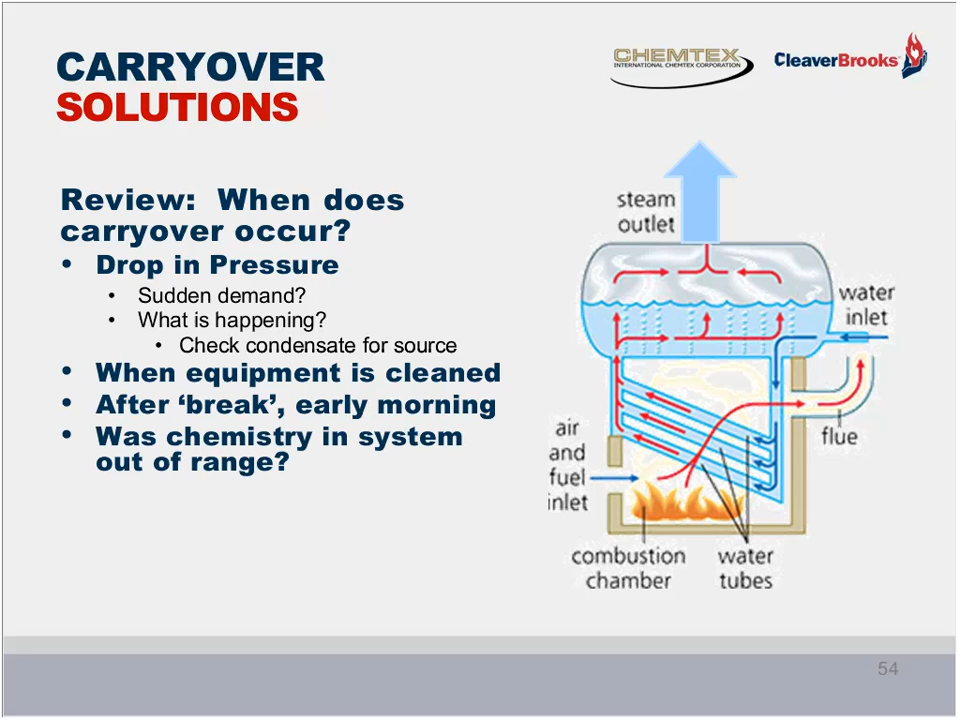 CARRYOVER
SOLUTIONS
CHEMTEX
INTERNATIONAL CHEMTEX CORPORATION
CleaverBrooks
Review: When does
carryover occur?
• Drop in Pressure
• Sudden demand?
• What is happening?
• Check condensate for source
• When equipment is cleaned
• After ‘break’, early morning
• Was chemistry in system
out of range?
steam
outlet
water
inlet
air
and
fuel
inlet
flue
combustion
chamber
water
tubes
54